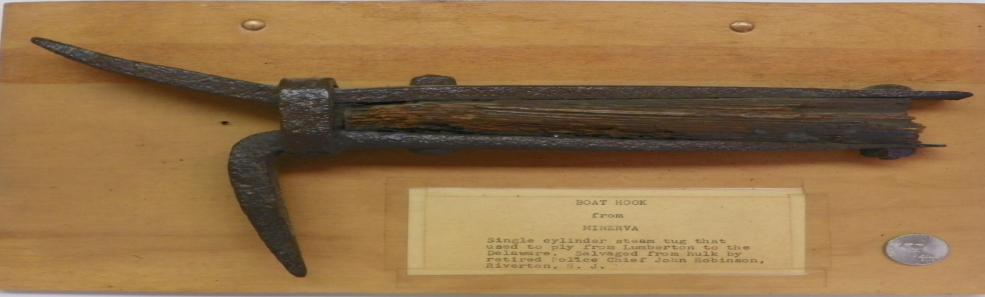 BOAT HOOK
from
MINERVA
Single cylinder steam tug that
used to ply from Lumberton to the
Delaware. Salvaged from hulk by
retired Police Chief John Robinson,
Riverton, N. J.